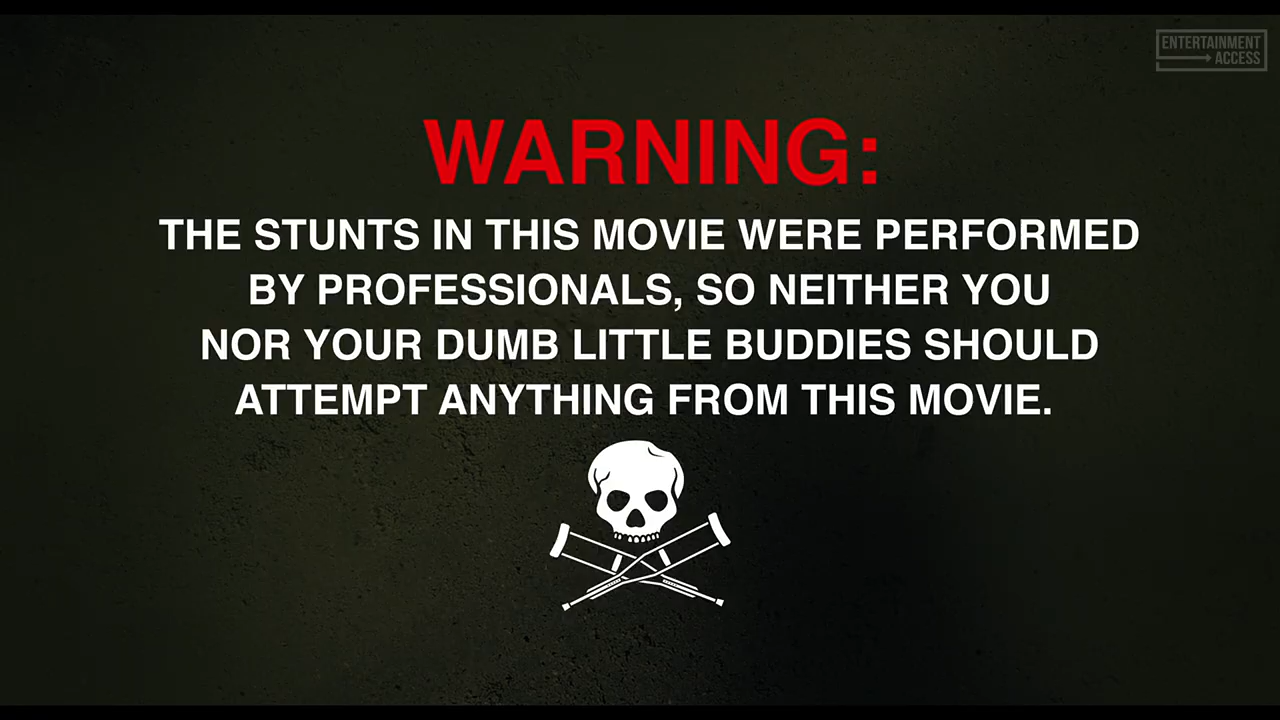 ENTERTAINMENT
ACCESS
WARNING:
THE STUNTS IN THIS MOVIE WERE PERFORMED
BY PROFESSIONALS, SO NEITHER YOU
NOR YOUR DUMB LITTLE BUDDIES SHOULD
ATTEMPT ANYTHING FROM THIS MOVIE.